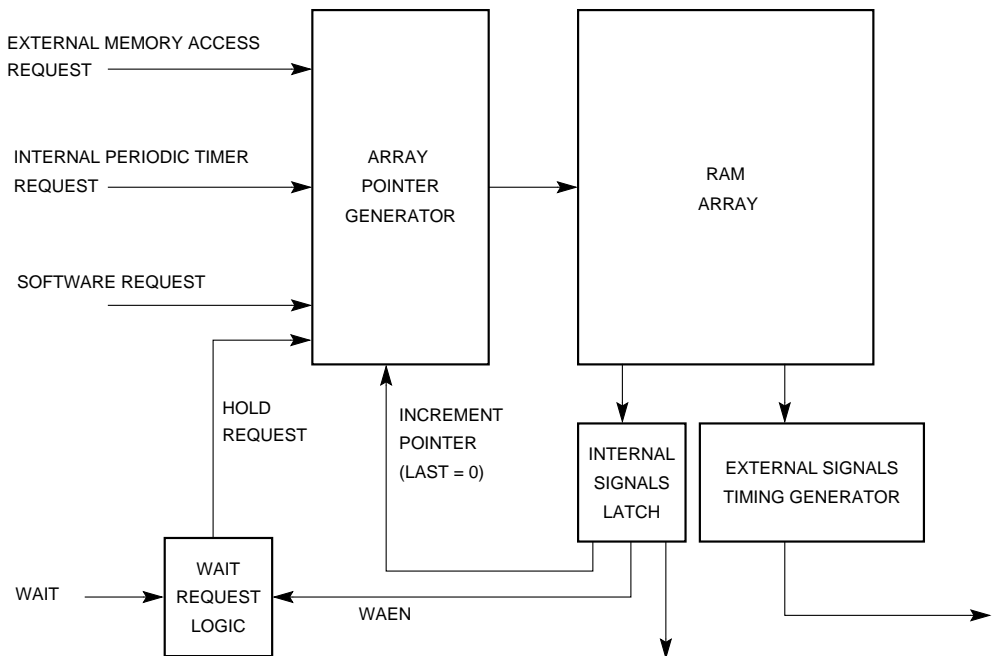 EXTERNAL MEMORY ACCESS
REQUEST
INTERNAL PERIODIC TIMER
REQUEST
SOFTWARE REQUEST
ARRAY
POINTER
GENERATOR
RAM
ARRAY
HOLD
REQUEST
INCREMENT
POINTER
(LAST = 0)
INTERNAL
SIGNALS
LATCH
EXTERNAL SIGNALS
TIMING GENERATOR
WAIT
WAIT
REQUEST
LOGIC
WAEN